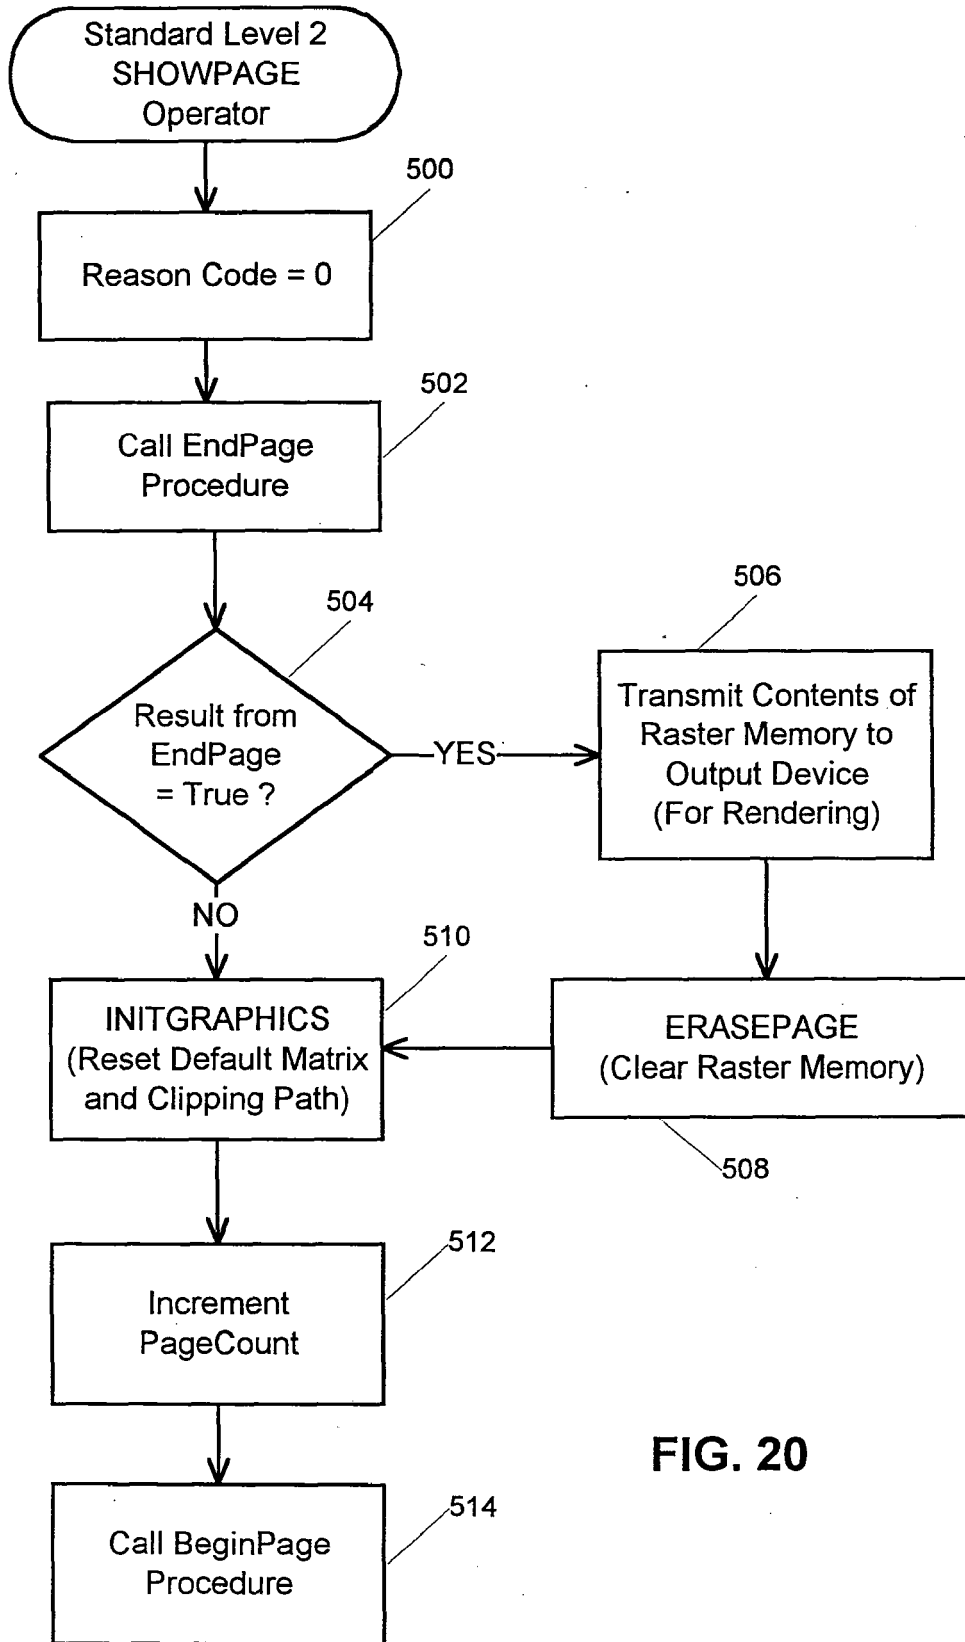 Standard Level 2
SHOWPAGE
Operator
500
Reason Code = 0
502
Call EndPage
Procedure
504
Result from
EndPage
= True ?
YES
506
Transmit Contents of
Raster Memory to
Output Device
(For Rendering)
NO
510
INITGRAPHICS
(Reset Default Matrix
and Clipping Path)
ERASEPAGE
(Clear Raster Memory)
508
512
Increment
PageCount
FIG. 20
514
Call BeginPage
Procedure